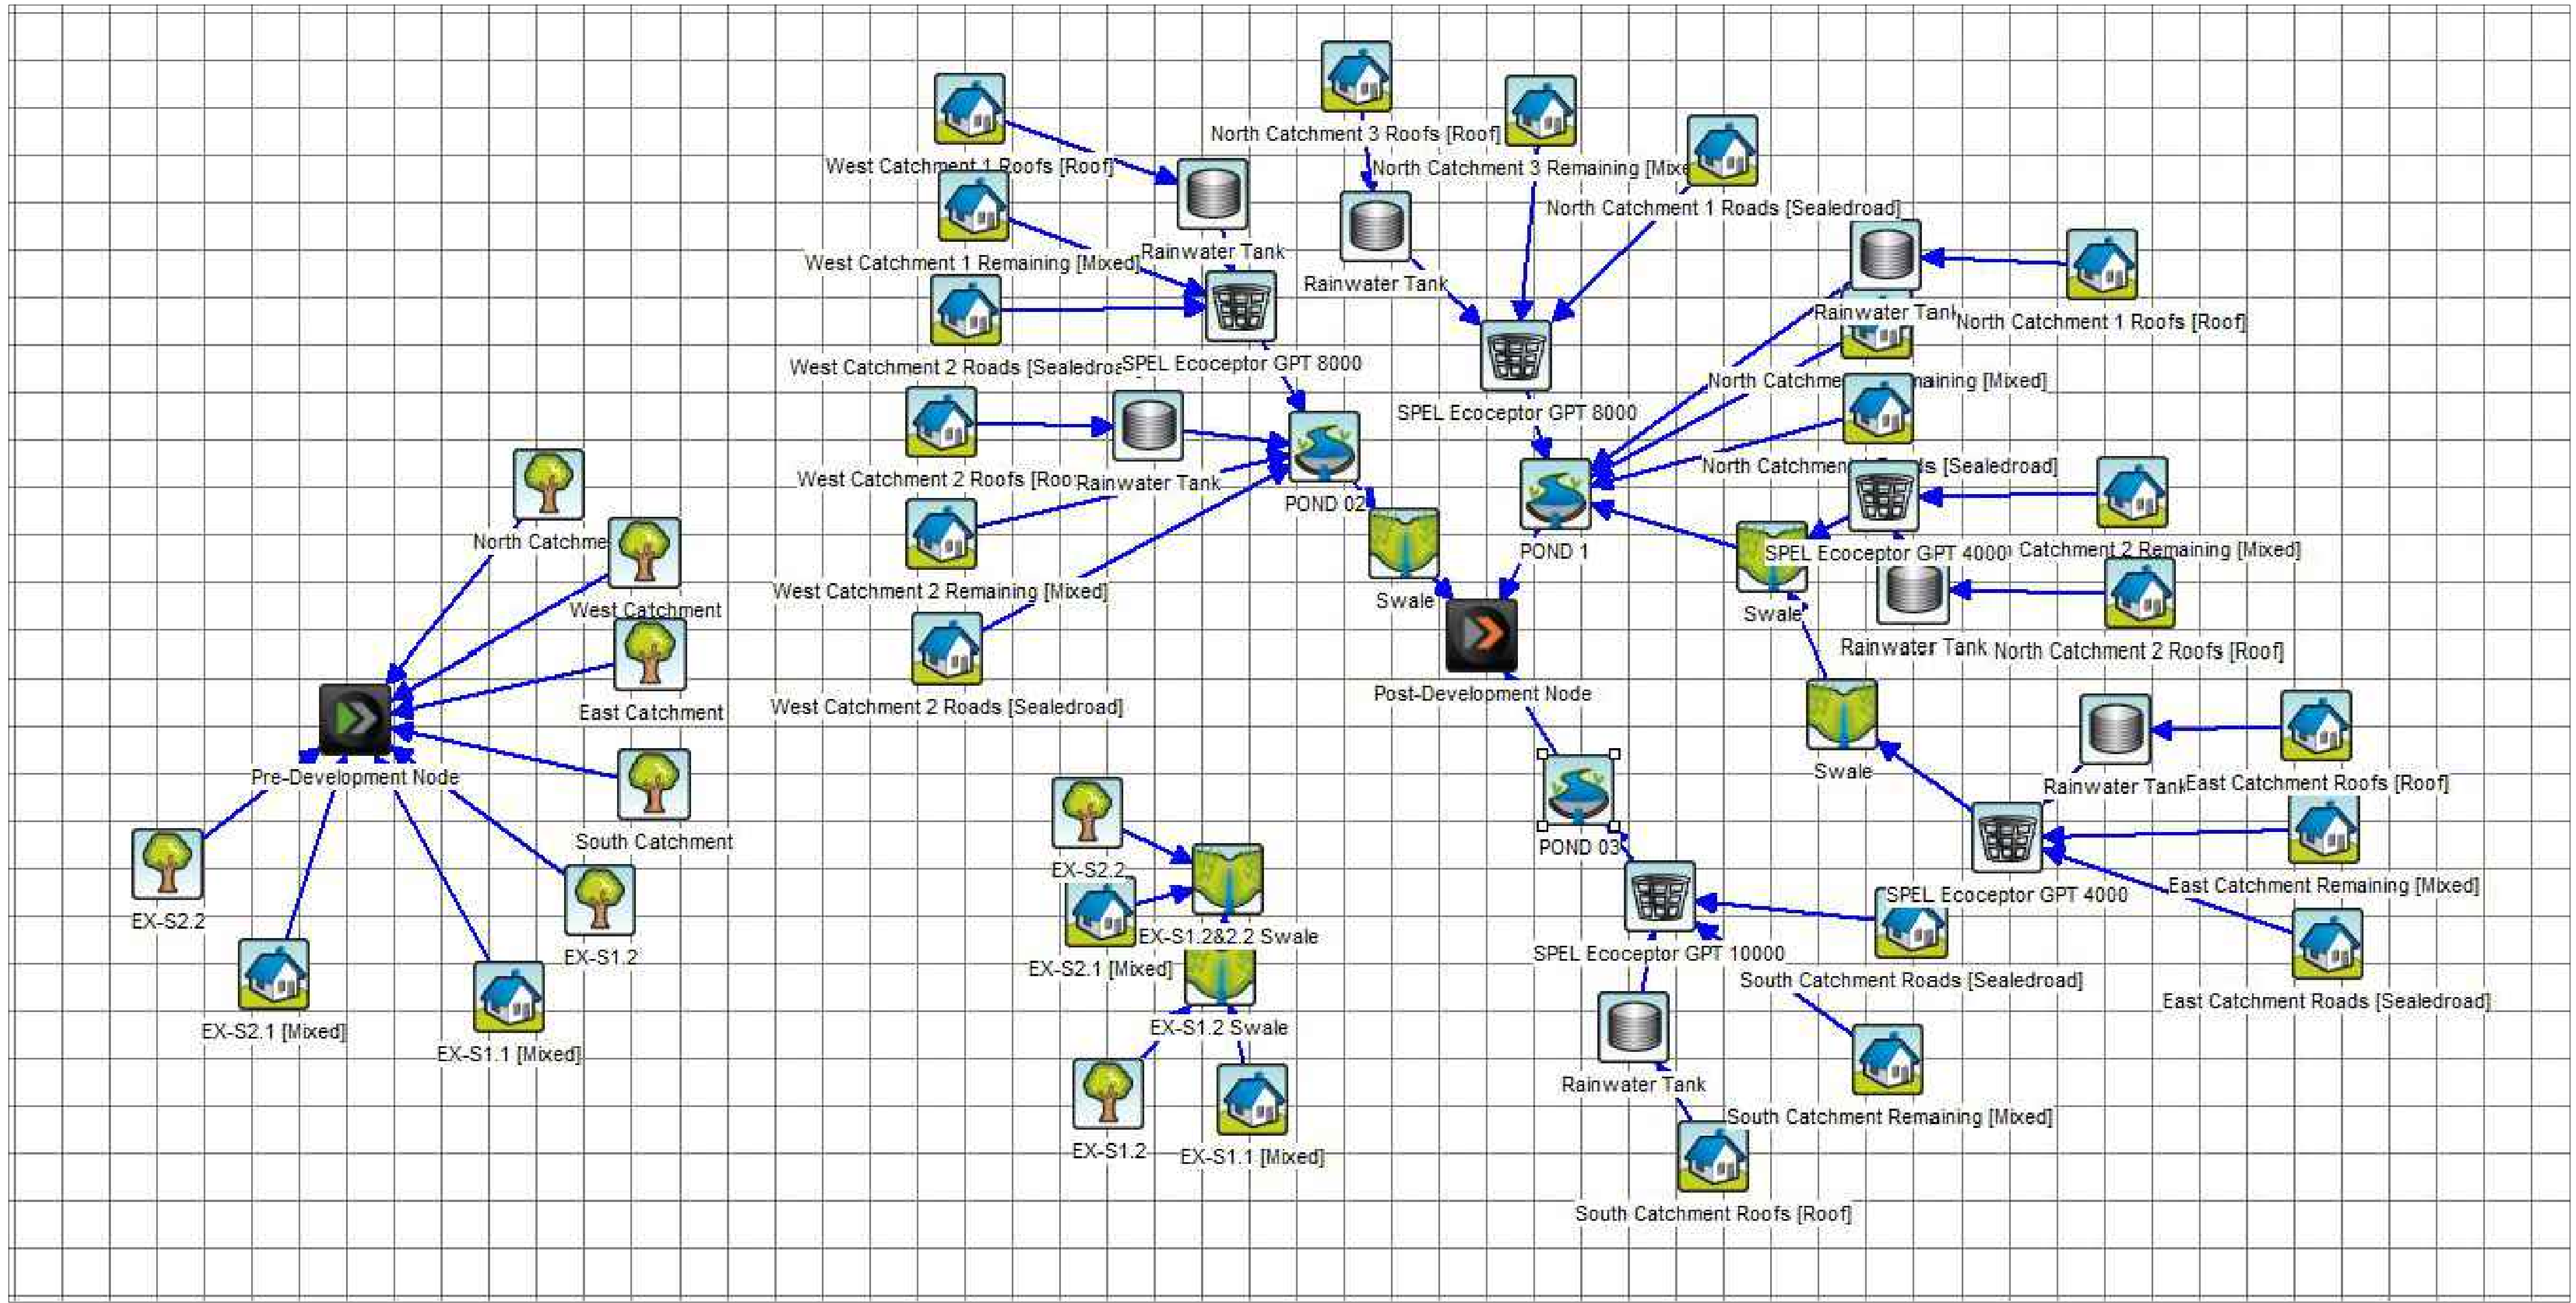 North Catchment 3 Roofs [Roof]
West Catchment 1 Roofs [Roof]
North Catchment 3 Remaining [Mixe
North Catchment 1 Roads [Sealedroad]
Rainwater Tank
West Catchment 1 Remaining [Mixed]
Rainwater Tank
Rainwater Tank
North Catchment 1 Roofs [Roof]
West Catchment 2 Roads [Sealedroa
SPEL Ecoceptor GPT 8000
North Catchme
maining [Mixed]
SPEL Ecoceptor GPT 8000
North Catchment
ds [Sealedroad]
West Catchment 2 Roofs [Roo
Rainwater Tank
POND 02
North Catchme
POND 1
SPEL Ecoceptor GPT 4000
Catchment 2 Remaining [Mixed]
West Catchment 2 Remaining [Mixed]
Swale
West Catchment
Swale
Rainwater Tank
North Catchment 2 Roofs [Roof]
Post-Development Node
West Catchment 2 Roads [Sealedroad]
East Catchment
Swale
Pre-Development Node
Rainwater Tank
East Catchment Roofs [Roof]
South Catchment
POND 03
EX-S2.2
East Catchment Remaining [Mixed]
SPEL Ecoceptor GPT 4000
EX-S2.2
EX-S1.2&2.2 Swale
SPEL Ecoceptor GPT 10000
EX-S1.2
EX-S2.1 [Mixed]
South Catchment Roads [Sealedroad]
East Catchment Roads [Sealedroad]
EX-S2.1 [Mixed]
EX-S1.2 Swale
EX-S1.1 [Mixed]
Rainwater Tank
South Catchment Remaining [Mixed]
EX-S1.2
EX-S1.1 [Mixed]
South Catchment Roofs [Roof]